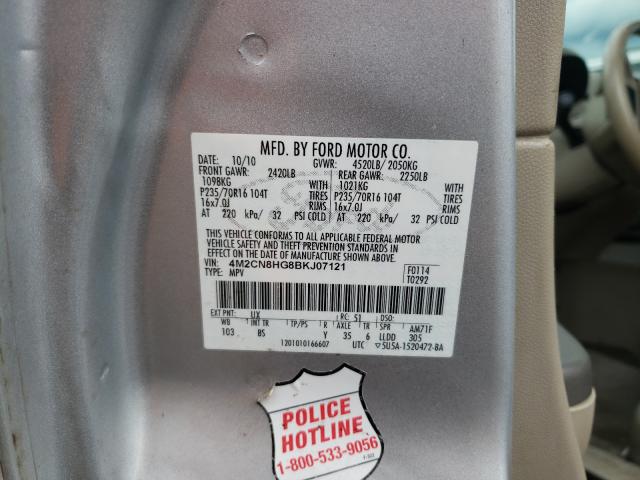 MFD. BY FORD MOTOR CO.
DATE: 10/10 GVWR: 4520LB/ 2050KG
FRONT GAWR: 2420LB REAR GAWR: 2250LB
1098KG WITH 1021KG WITH
P235/70R16 104T TIRES P235/70R16 104T TIRES
16x7.0J RIMS 16x7.0J RIMS
AT 220 kPa/ 32 PSI COLD AT 220 kPa/ 32 PSI COLD
THIS VEHICLE CONFORMS TO ALL APPLICABLE FEDERAL MOTOR
VEHICLE SAFETY AND THEFT PREVENTION STANDARDS IN
EFFECT ON THE DATE OF MANUFACTURE SHOWN ABOVE.
VIN: 4M2CN8HG8BKJ07121 F0114
TYPE: MPV T0292
EXT PNT: UX RC: 51 DSO:
WB INT TR TP/PS R AXLE TR SPR AM71F
103 BS Y 35 6 LLDD 305
1201010166607 UTC ▽5U5A-1520472-BA
POLICE
HOTLINE
1-800-533-9056